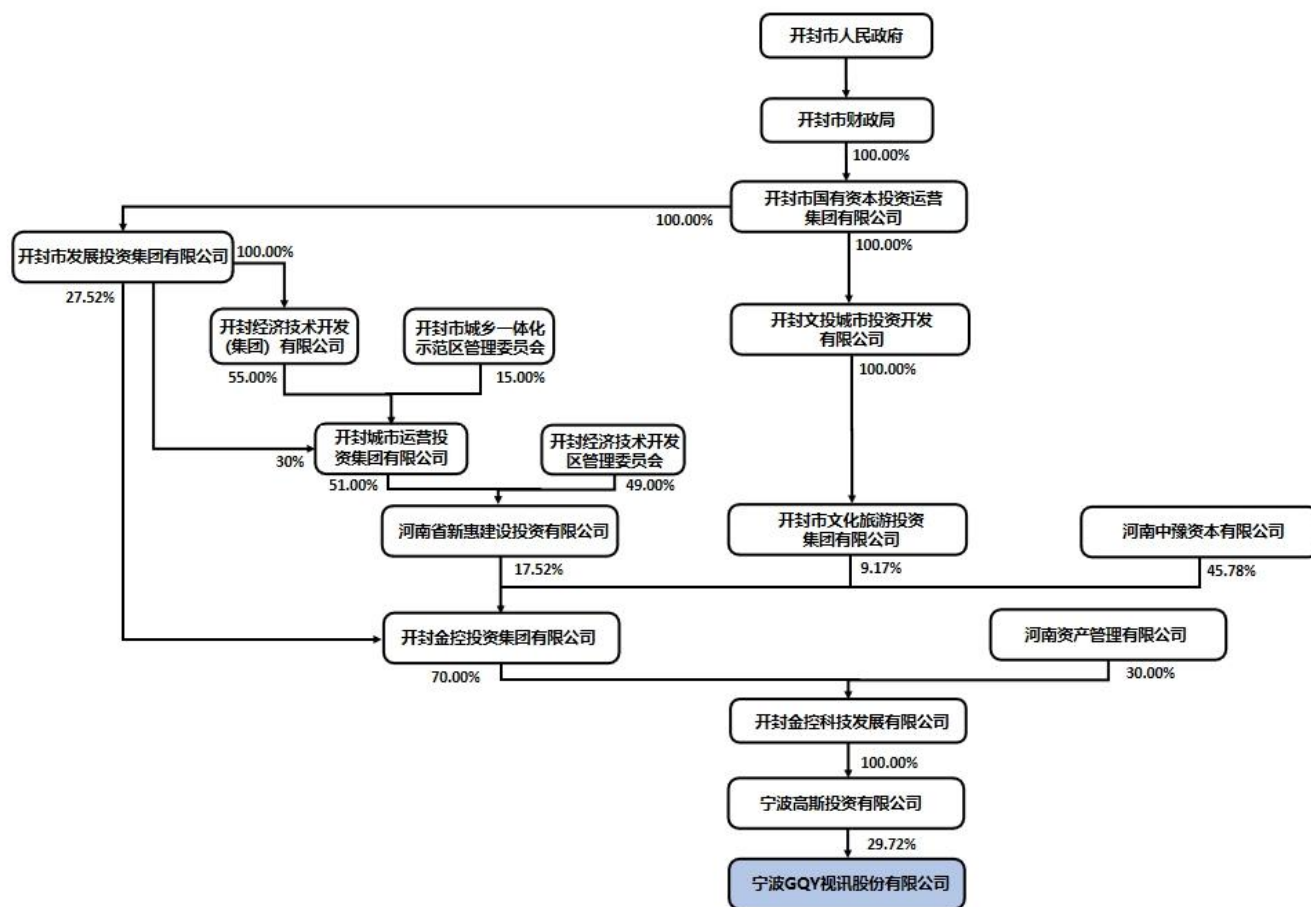 开封市人民政府
开封市财政局
100.00%
开封市国有资本投资运营
集团有限公司
100.00%
100.00%
开封市发展投资集团有限公司
100.00%
27.52%
开封经济技术开发
(集团）有限公司
开封市城乡一体化
示范区管理委员会
开封文投城市投资开发
有限公司
55.00%
15.00%
100.00%
开封城市运营投
资集团有限公司
开封经济技术开发
区管理委员会
30%
51.00%
49.00%
河南省新惠建设投资有限公司
开封市文化旅游投资
集团有限公司
河南中豫资本有限公司
17.52%
9.17%
45.78%
开封金控投资集团有限公司
河南资产管理有限公司
70.00%
30.00%
开封金控科技发展有限公司
100.00%
宁波高斯投资有限公司
29.72%
宁波GQY视讯股份有限公司